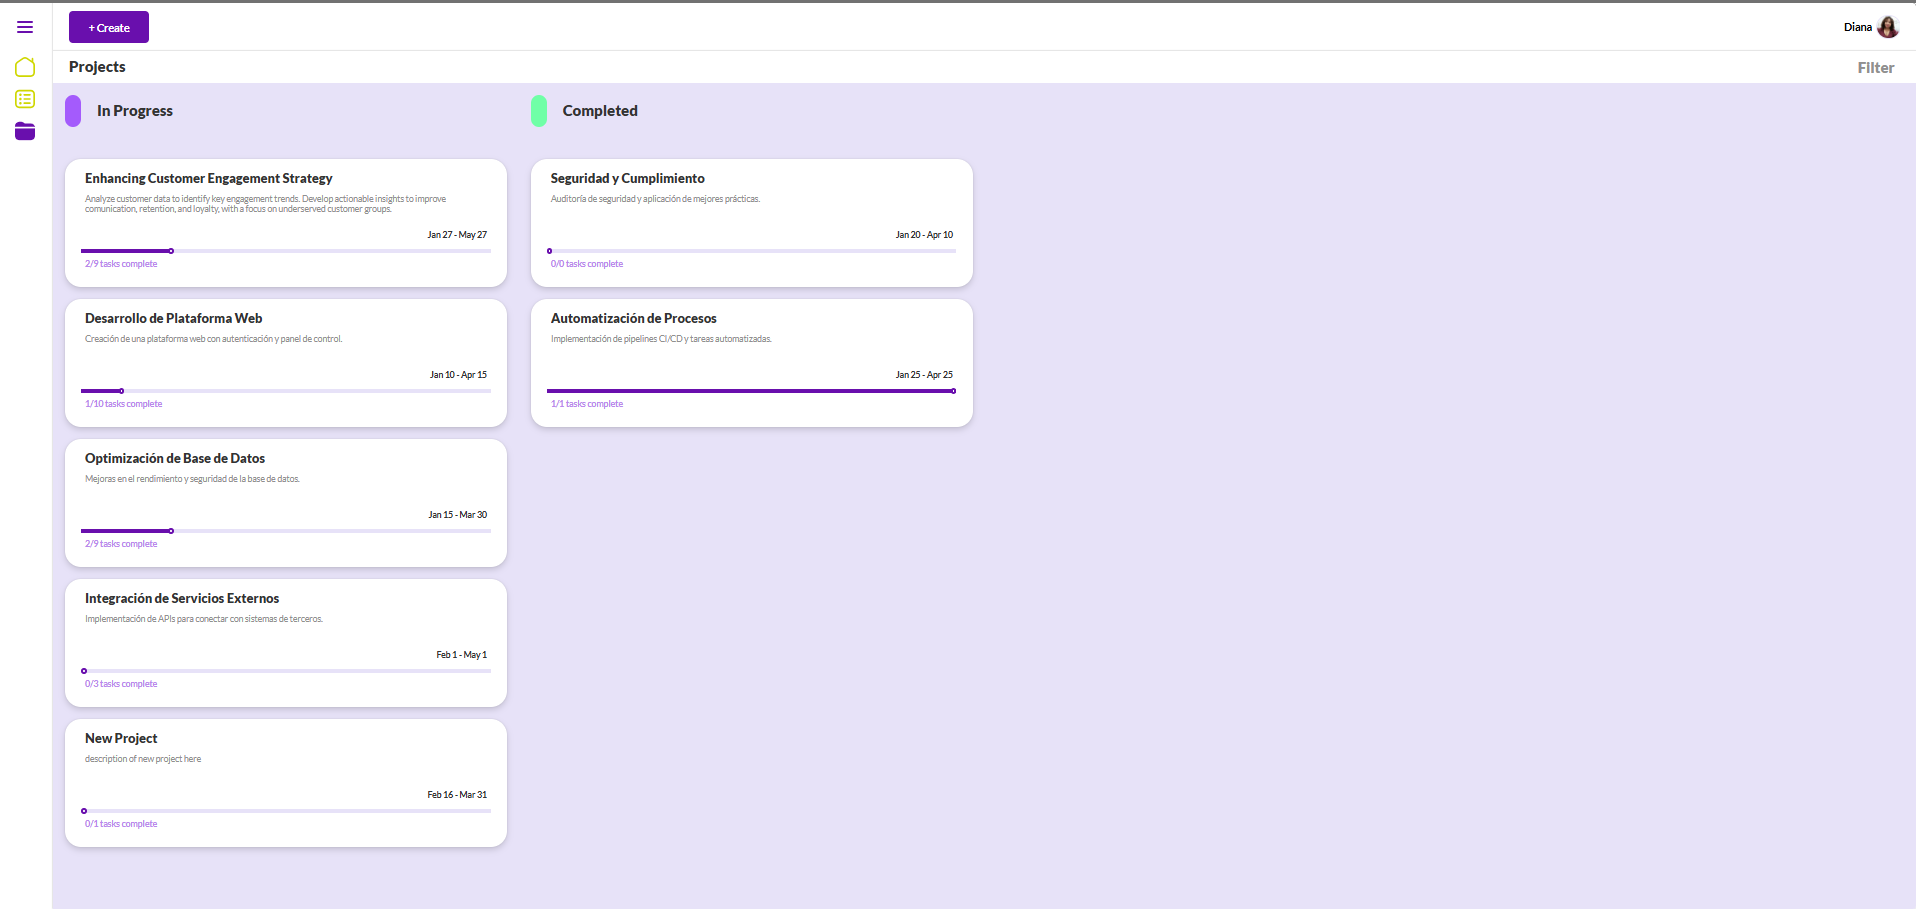 + Create
Diana
Projects
Filter
In Progress
Enhancing Customer Engagement Strategy
Analyze customer data to identify key engagement trends. Develop actionable insights to improve
comunication, retention, and loyalty, with a focus on underserved customer groups.
Jan 27 - May 27
2/9 tasks complete
Desarrollo de Plataforma Web
Creación de una plataforma web con autenticación y panel de control.
Jan 10 - Apr 15
1/10 tasks complete
Optimización de Base de Datos
Mejoras en el rendimiento y seguridad de la base de datos.
Jan 15 - Mar 30
2/9 tasks complete
Integración de Servicios Externos
Implementación de APIs para conectar con sistemas de terceros.
Feb 1 - May 1
0/3 tasks complete
New Project
description of new project here
Feb 16 - Mar 31
0/1 tasks complete
Completed
Seguridad y Cumplimiento
Auditoría de seguridad y aplicación de mejores prácticas.
Jan 20 - Apr 10
0/0 tasks complete
Automatización de Procesos
Implementación de pipelines CI/CD y tareas automatizadas.
Jan 25 - Apr 25
1/1 tasks complete